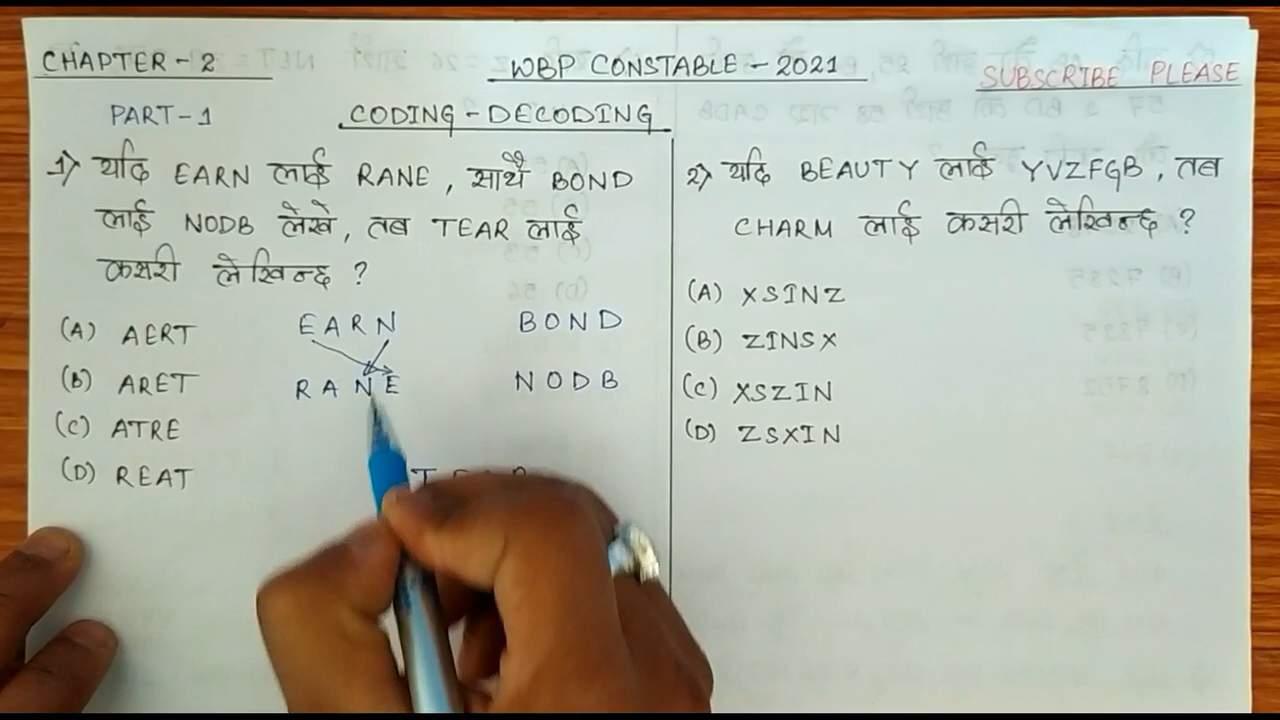 CHAPTER - 2
WBP CONSTABLE - 2021
SUBSCRIBE PLEASE
PART - 1
CODING - DECODING
1) यदि EARN लाई RANE, साथै BOND
लाई NODB लेखे, तब TEAR लाई
कसरी लेखिन्छ ?
(A) AERT
(B) ARET
(C) ATRE
(D) REAT
EARN
RANE
BOND
NODB
2) यदि BEAUTY लाई YVZFGB, तब
CHARM लाई कसरी लेखिन्छ ?
(A) XSINZ
(B) ZINSX
(C) XSZIN
(D) ZSXIN